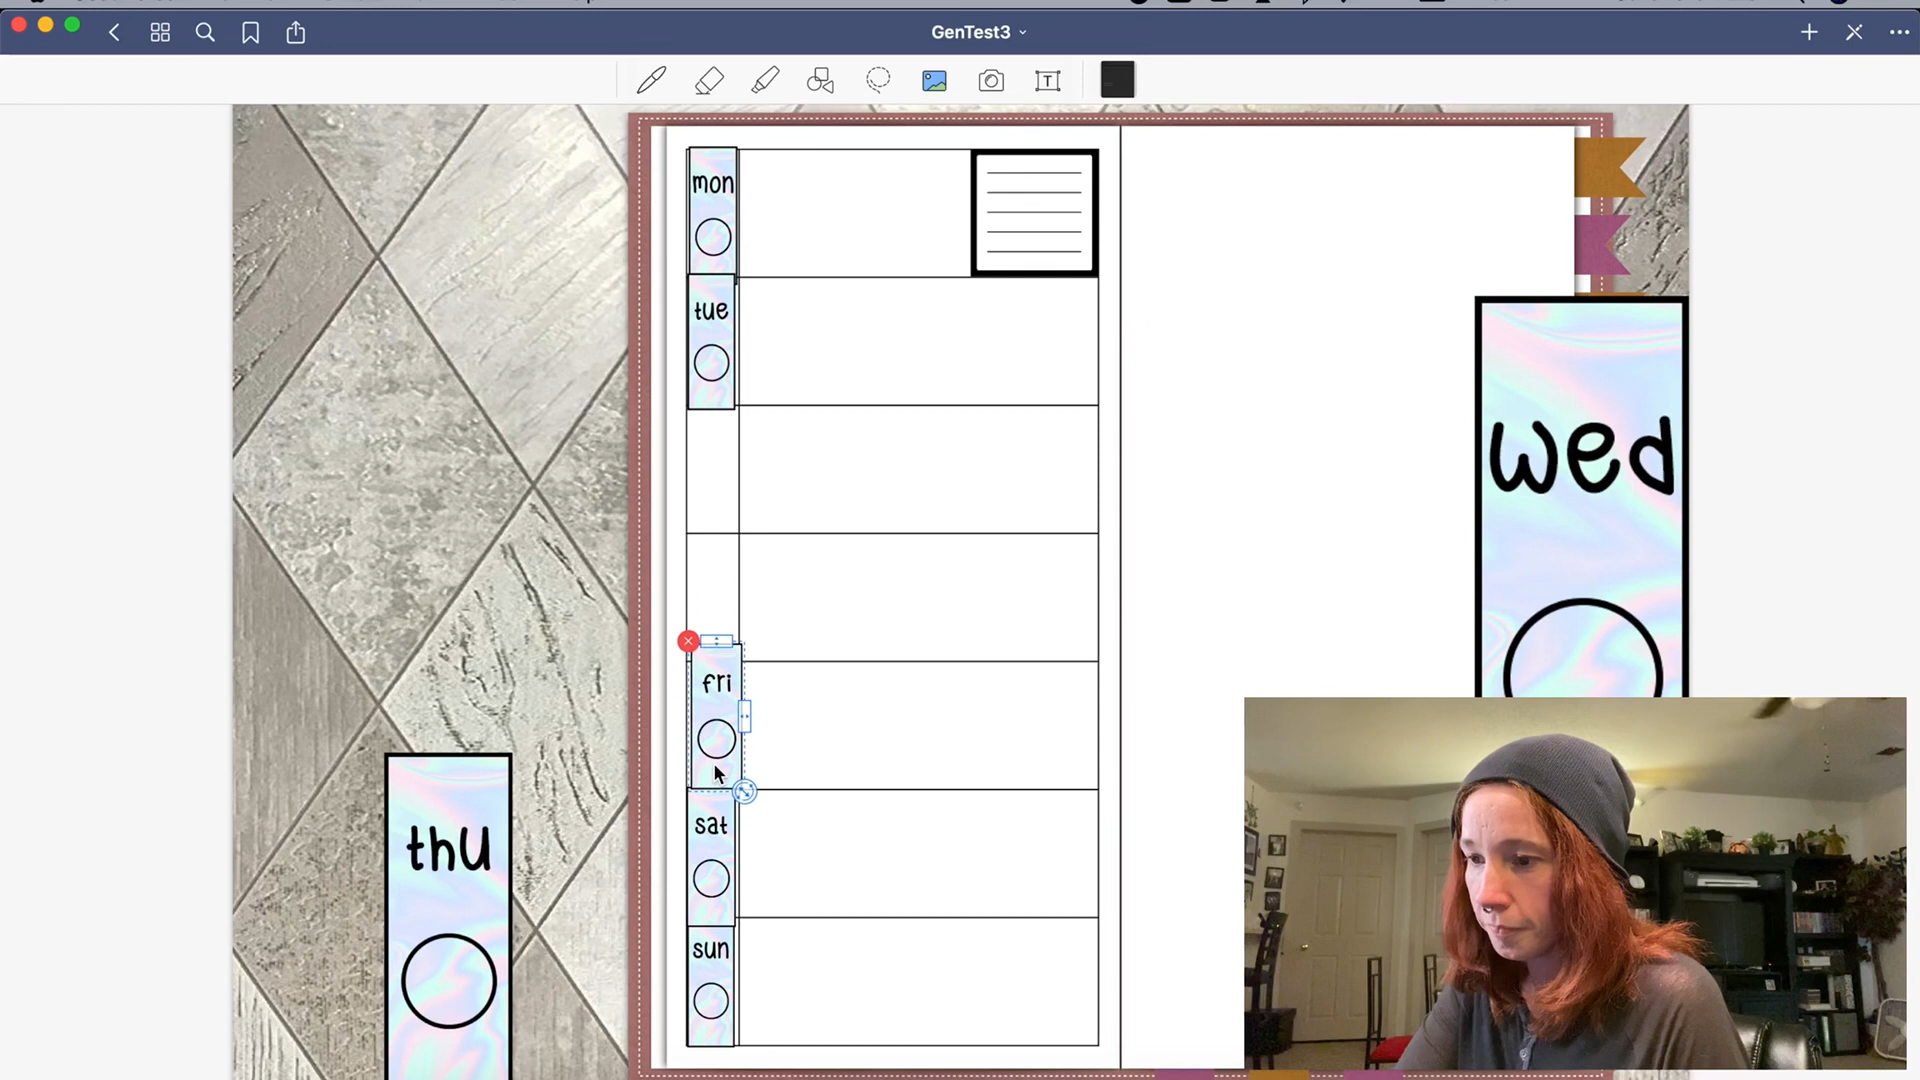 GenTest3
T
mon
tue
wed
fri
thu
sat
sun